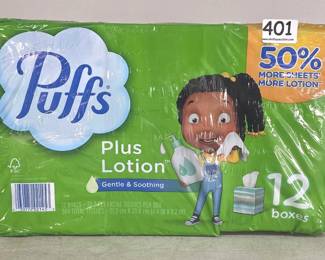 401
Puffs
50%
MORE SHEETS
MORE LOTION
Plus
Lotion™
Gentle & Soothing
12
boxes